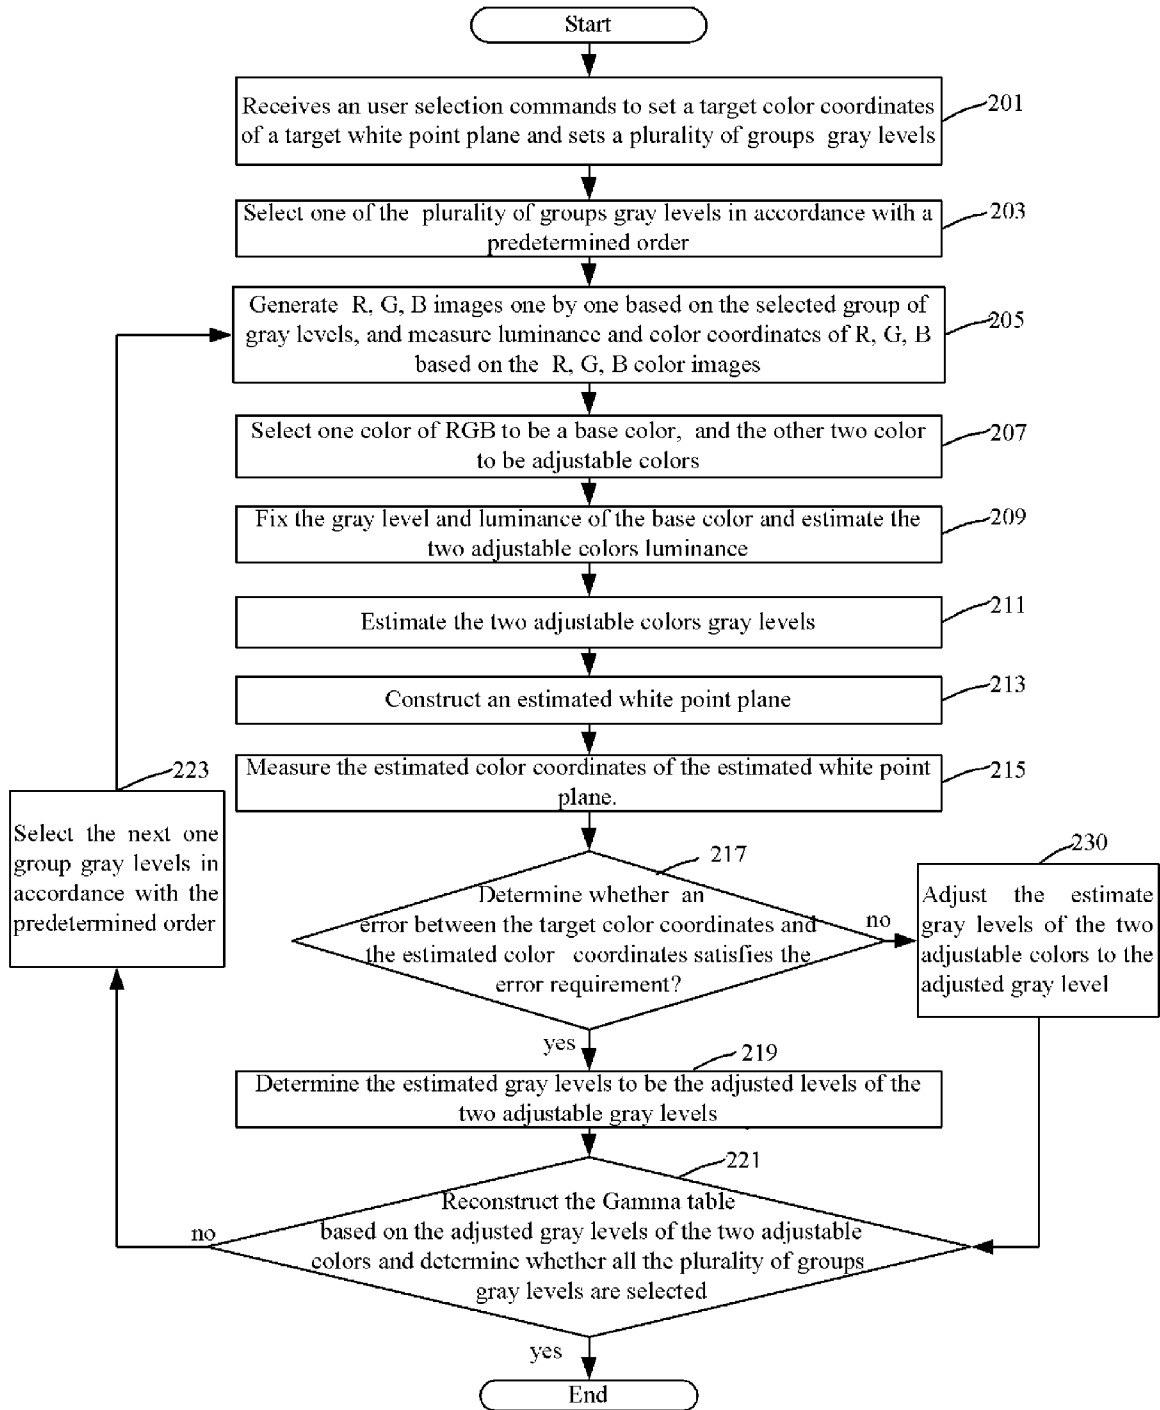 Start
Receives an user selection commands to set a target color coordinates
of a target white point plane and sets a plurality of groups gray levels
201
Select one of the plurality of groups gray levels in accordance with a
predetermined order
203
Generate R, G, B images one by one based on the selected group of
gray levels, and measure luminance and color coordinates of R, G, B
based on the R, G, B color images
205
Select one color of RGB to be a base color, and the other two color
to be adjustable colors
207
Fix the gray level and luminance of the base color and estimate the
two adjustable colors luminance
209
Estimate the two adjustable colors gray levels
211
Construct an estimated white point plane
213
Measure the estimated color coordinates of the estimated white point
plane.
215
223
Select the next one
group gray levels in
accordance with the
predetermined order
217
Determine whether an
error between the target color coordinates and
the estimated color coordinates satisfies the
error requirement?
no
230
Adjust the estimate
gray levels of the two
adjustable colors to the
adjusted gray level
yes
219
Determine the estimated gray levels to be the adjusted levels of the
two adjustable gray levels
221
Reconstruct the Gamma table
based on the adjusted gray levels of the two adjustable
colors and determine whether all the plurality of groups
gray levels are selected
no
yes
End